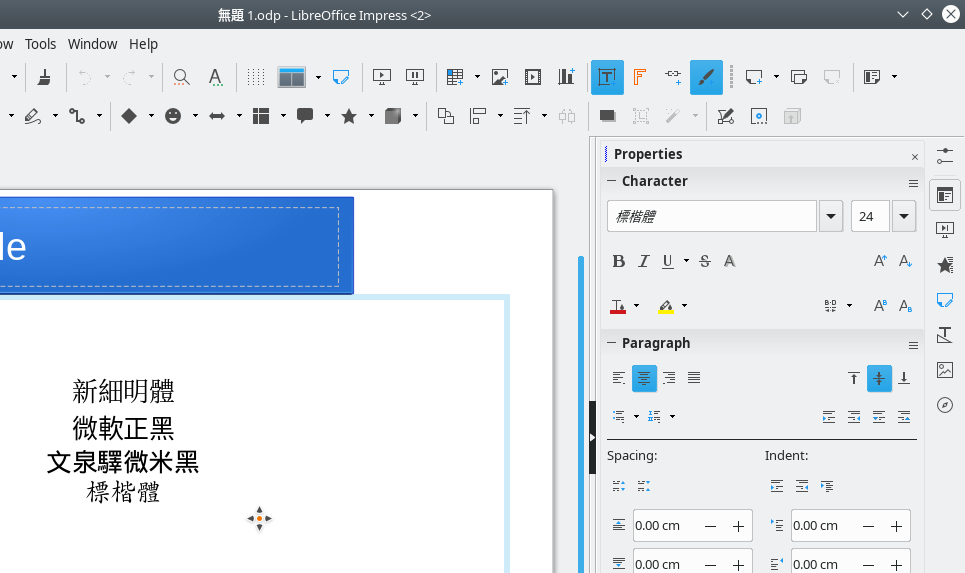 無題 1.odp - LibreOffice Impress <2>
ow Tools Window Help
Properties
Character
標楷體 24
B I U S A A A
A B·D A A
Paragraph
Spacing: Indent:
0.00 cm 0.00 cm
0.00 cm 0.00 cm
le
新細明體
微軟正黑
文泉驛微米黑
標楷體